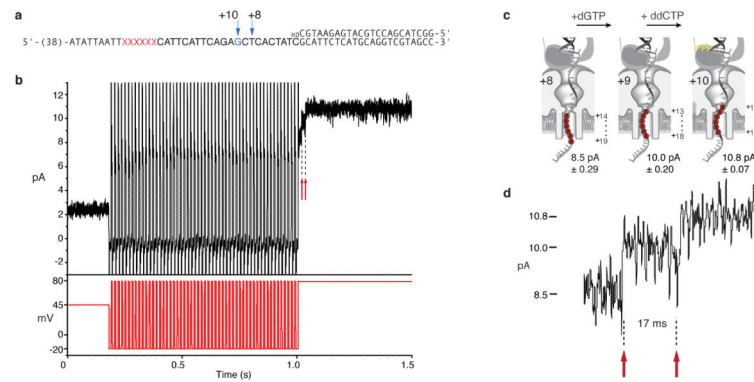 a
+10 +8
HOCGTAAGAGTACGTCCAGCATCGG-5'
5'-(38)-ATATTAATTXXXXXXCATTCATTCAGAGCTCACTATCGCATTCTCATGCAGGTCGTAGCC-3'
b
12
10
8
6
4
2
0
-2
pA
80
45
0
-20
mV
0
0.5
1.0
1.5
Time (s)
c
+dGTP + ddCTP
+8 +9 +10
+14 +13
+19 +18
8.5 pA 10.0 pA 10.8 pA
± 0.29 ± 0.20 ± 0.07
d
10.8
10.0
pA
8.5
17 ms